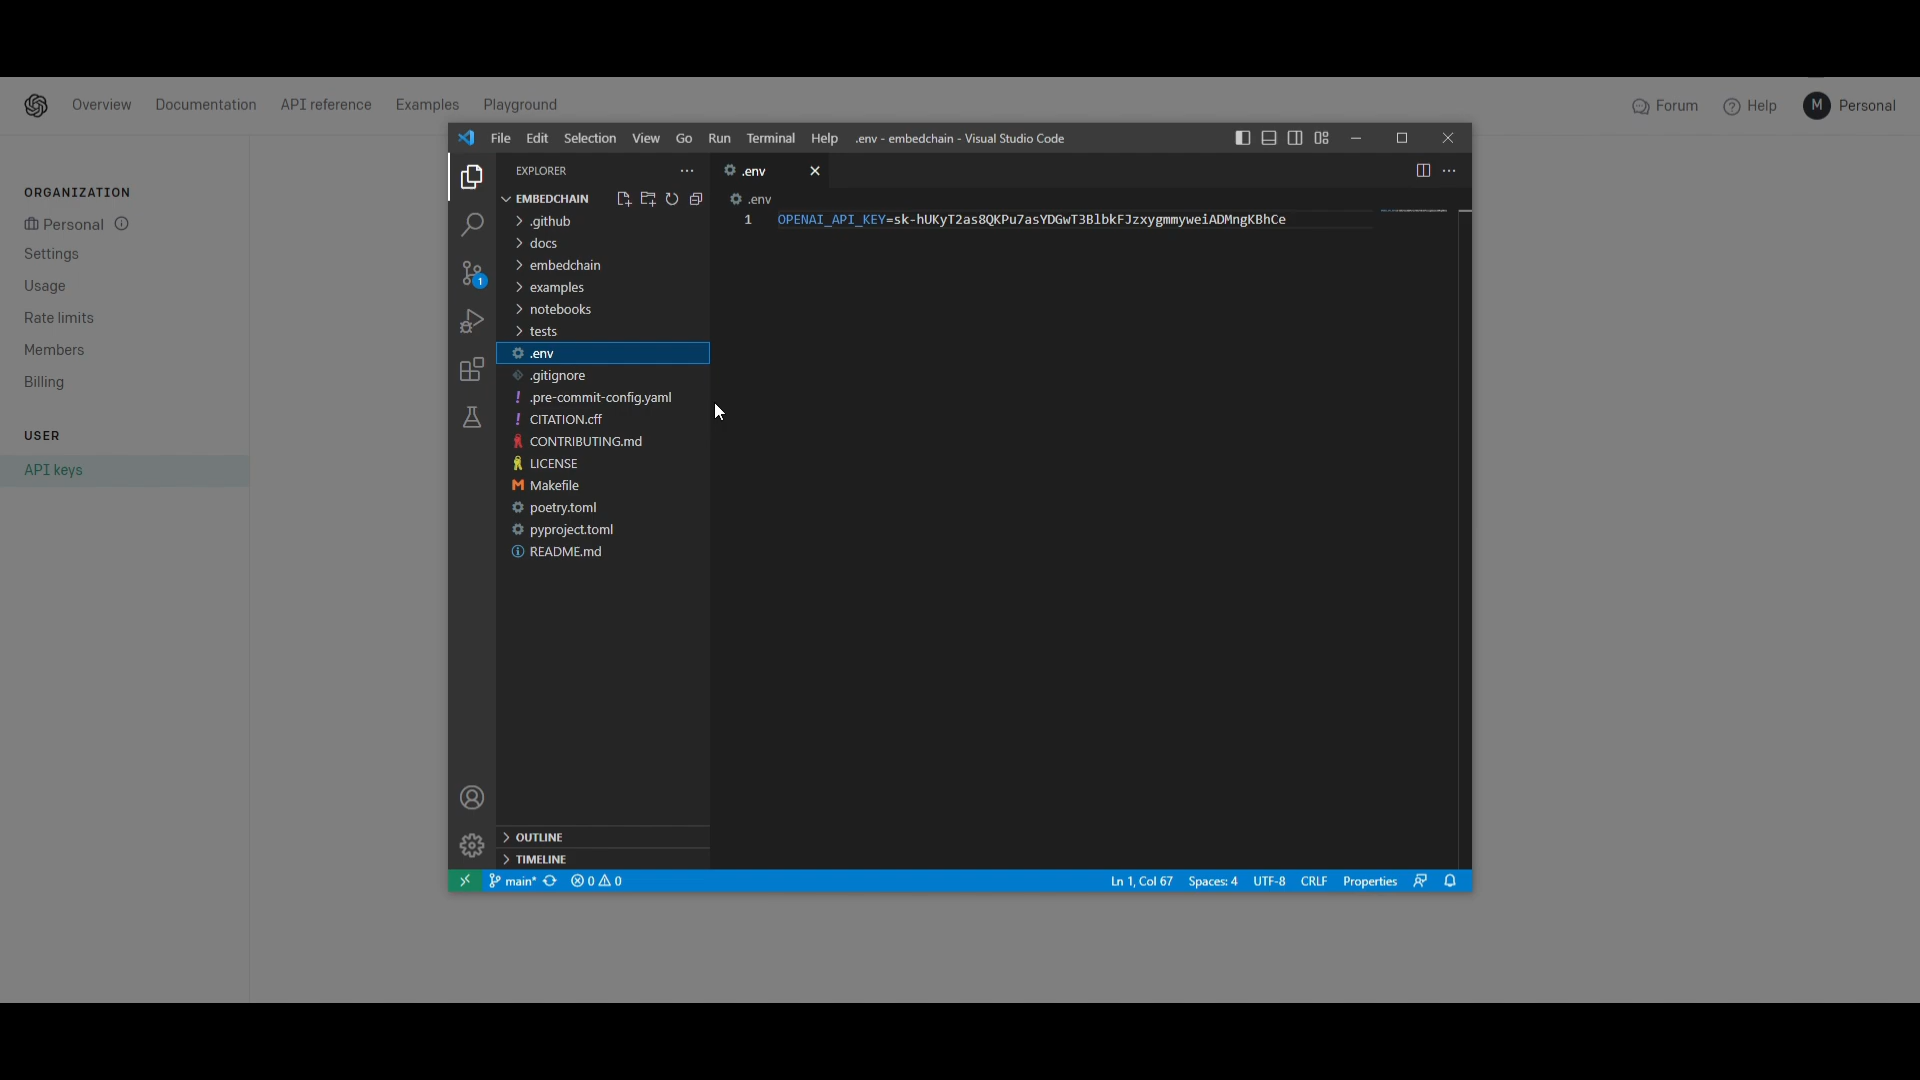 Overview Documentation API reference Examples Playground
Forum Help M Personal
ORGANIZATION
Personal
Settings
Usage
Rate limits
Members
Billing
USER
API keys
File Edit Selection View Go Run Terminal Help .env - embedchain - Visual Studio Code
EXPLORER
EMBEDCHAIN
.github
docs
embedchain
examples
notebooks
tests
.env
.gitignore
.pre-commit-config.yaml
CITATION.cff
CONTRIBUTING.md
LICENSE
Makefile
poetry.toml
pyproject.toml
README.md
OUTLINE
TIMELINE
1
.env
.env
1 OPENAI_API_KEY=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
main* 0 0
Ln 1, Col 67 Spaces: 4 UTF-8 CRLF Properties